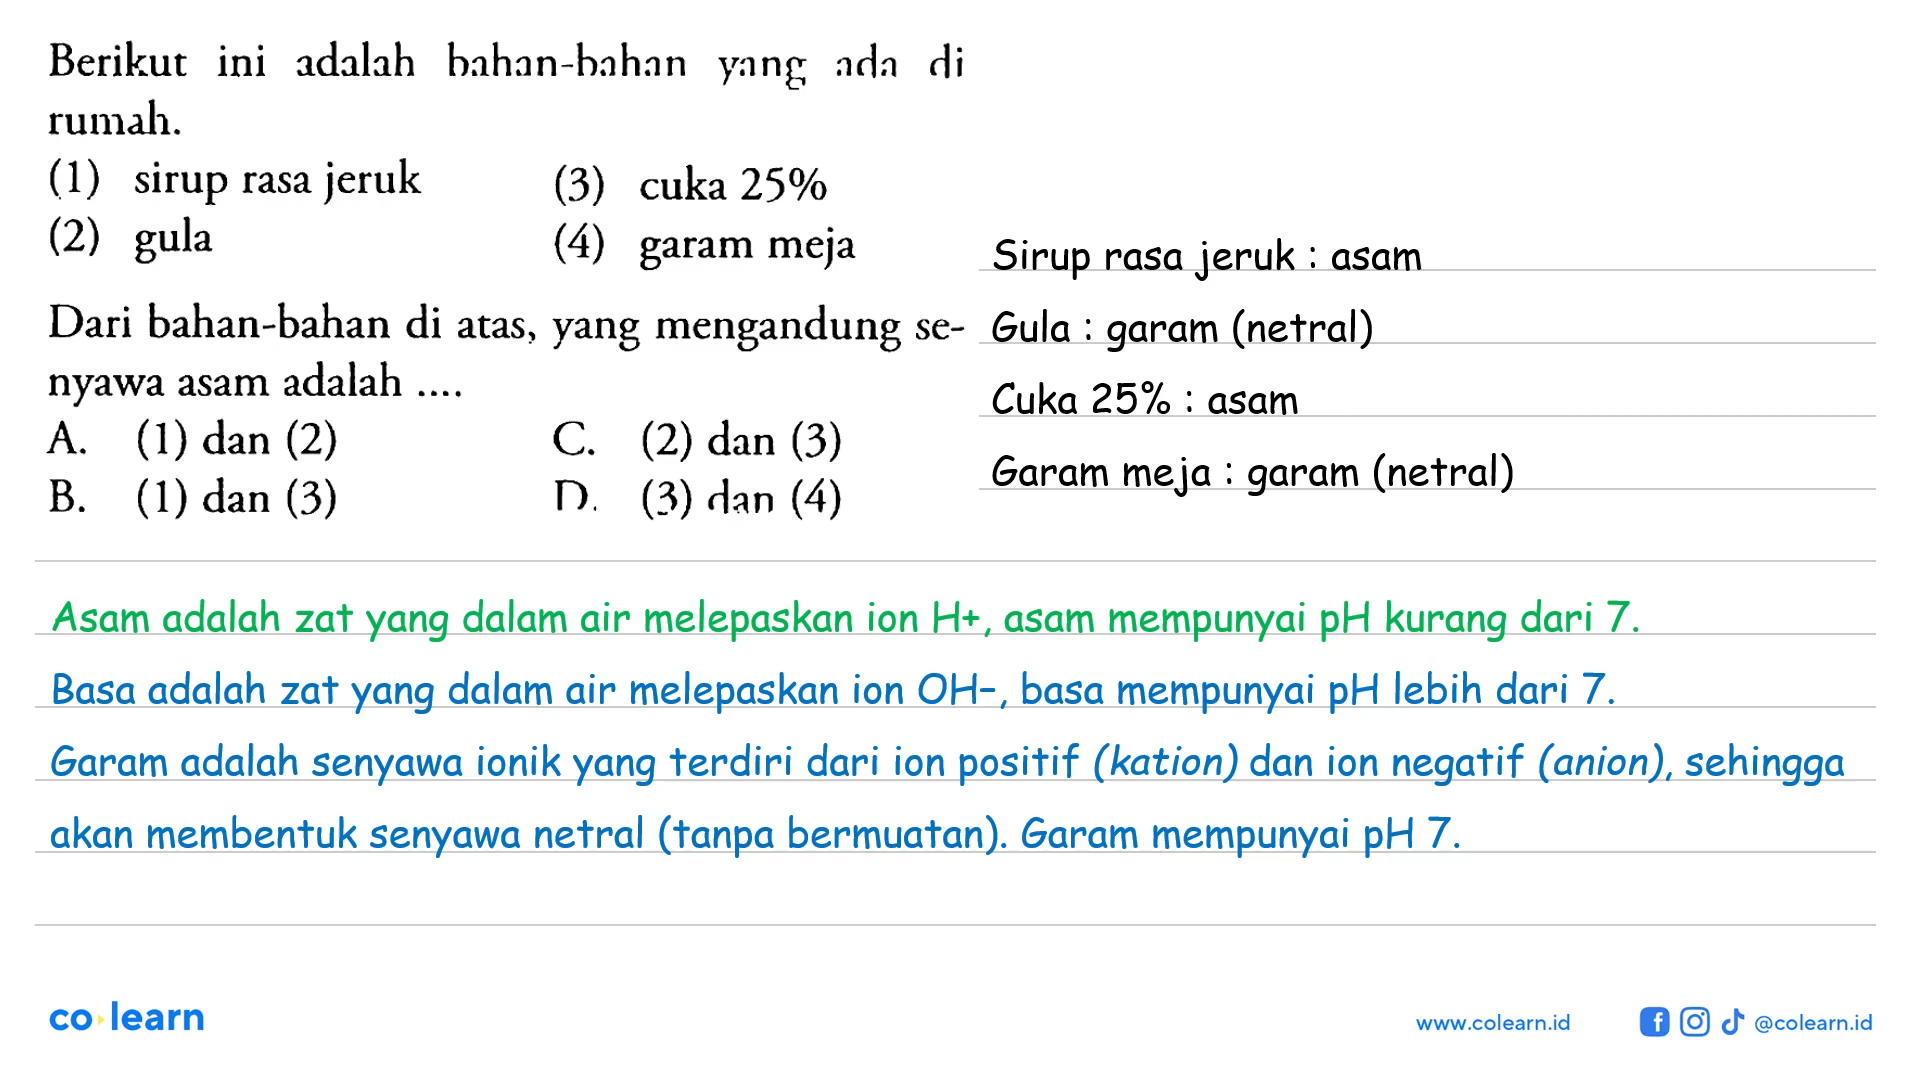 Berikut ini adalah bahan-bahan yang ada di
rumah.
(1) sirup rasa jeruk (3) cuka 25%
(2) gula (4) garam meja
Dari bahan-bahan di atas, yang mengandung se-
nyawa asam adalah ....
A. (1) dan (2) C. (2) dan (3)
B. (1) dan (3) D. (3) dan (4)
Sirup rasa jeruk : asam
Gula : garam (netral)
Cuka 25% : asam
Garam meja : garam (netral)
Asam adalah zat yang dalam air melepaskan ion H+, asam mempunyai pH kurang dari 7.
Basa adalah zat yang dalam air melepaskan ion OH-, basa mempunyai pH lebih dari 7.
Garam adalah senyawa ionik yang terdiri dari ion positif (kation) dan ion negatif (anion), sehingga
akan membentuk senyawa netral (tanpa bermuatan). Garam mempunyai pH 7.
co learn
www.colearn.id @colearn.id